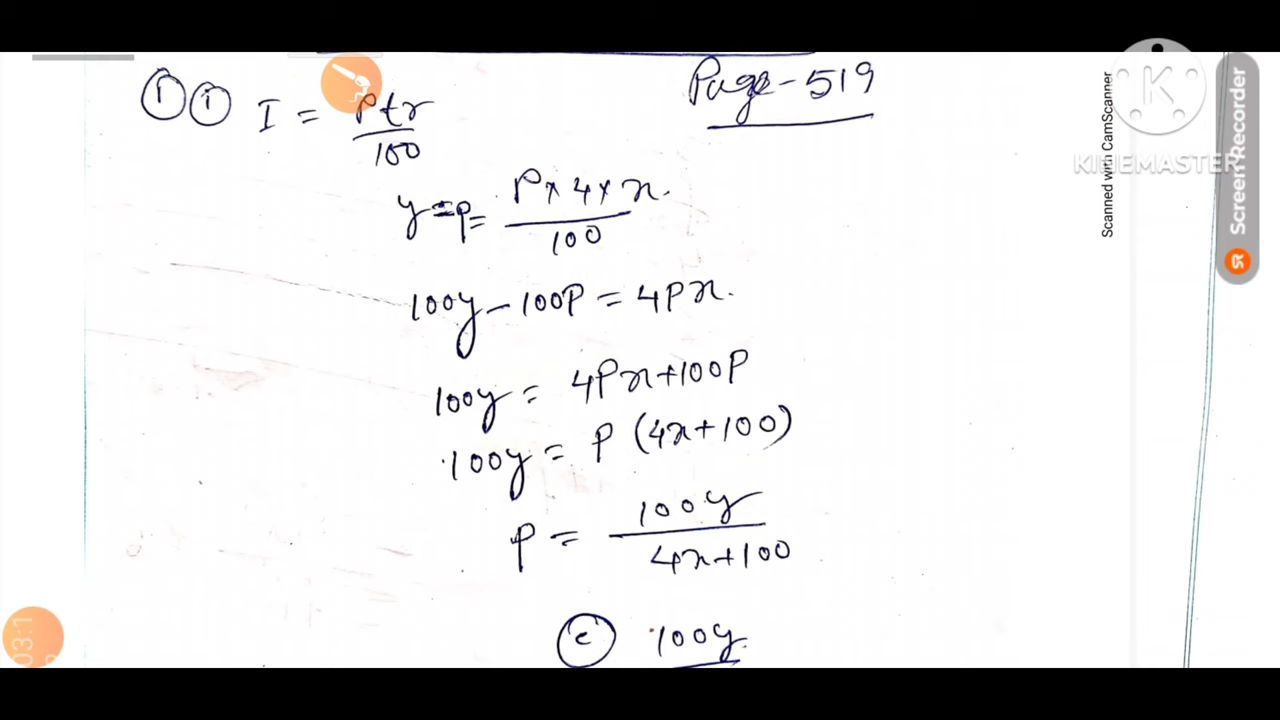 Page-519
① ① I = Ptr/100
y-p = P×4×x/100
100y - 100P = 4Px.
100y = 4Px+100P
100y = P (4x+100)
P = 100y/4x+100
ⓒ 100y
Scanned with CamScanner
KINEMASTER
Screen Recorder